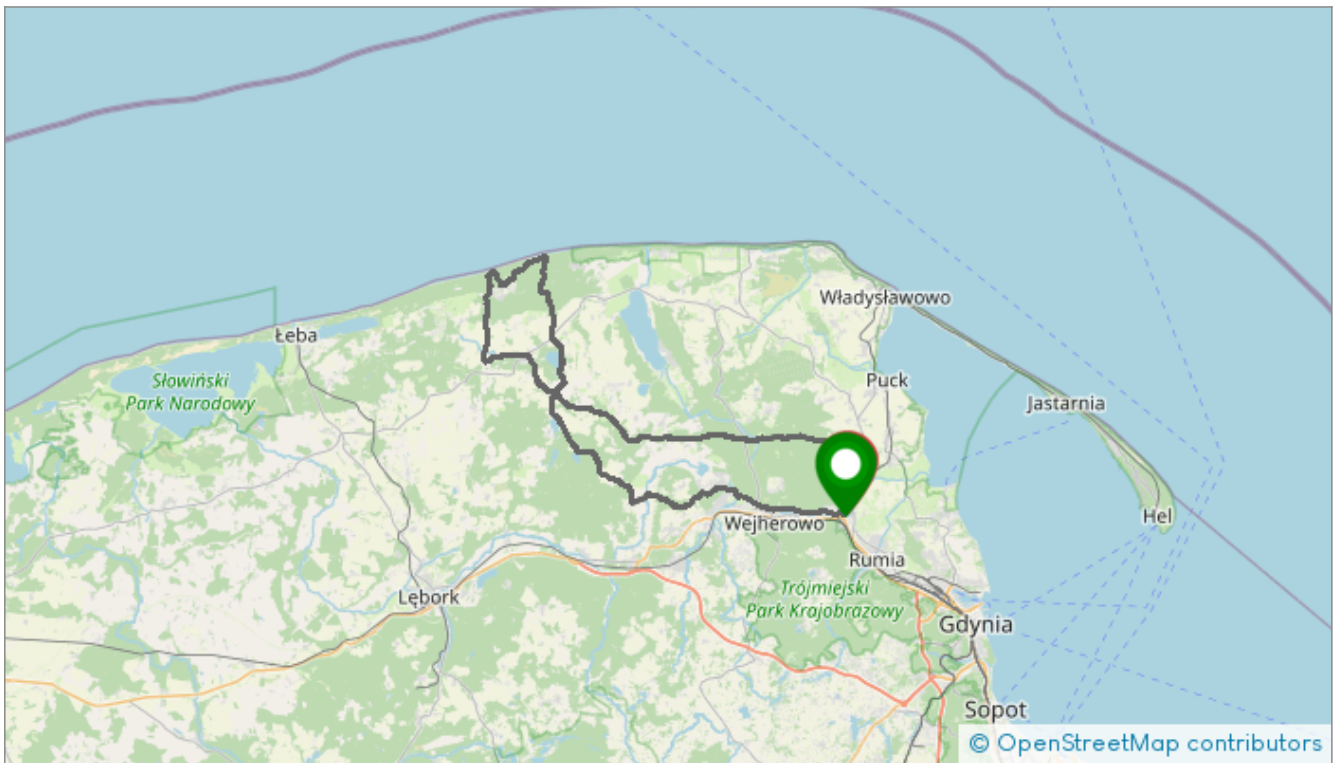 Władysławowo
Łeba
Słowiński
Park Narodowy
Puck
Jastarnia
Hel
Wejherowo
Rumia
Trójmiejski
Park Krajobrazowy
Lębork
Gdynia
Sopot
© OpenStreetMap contributors